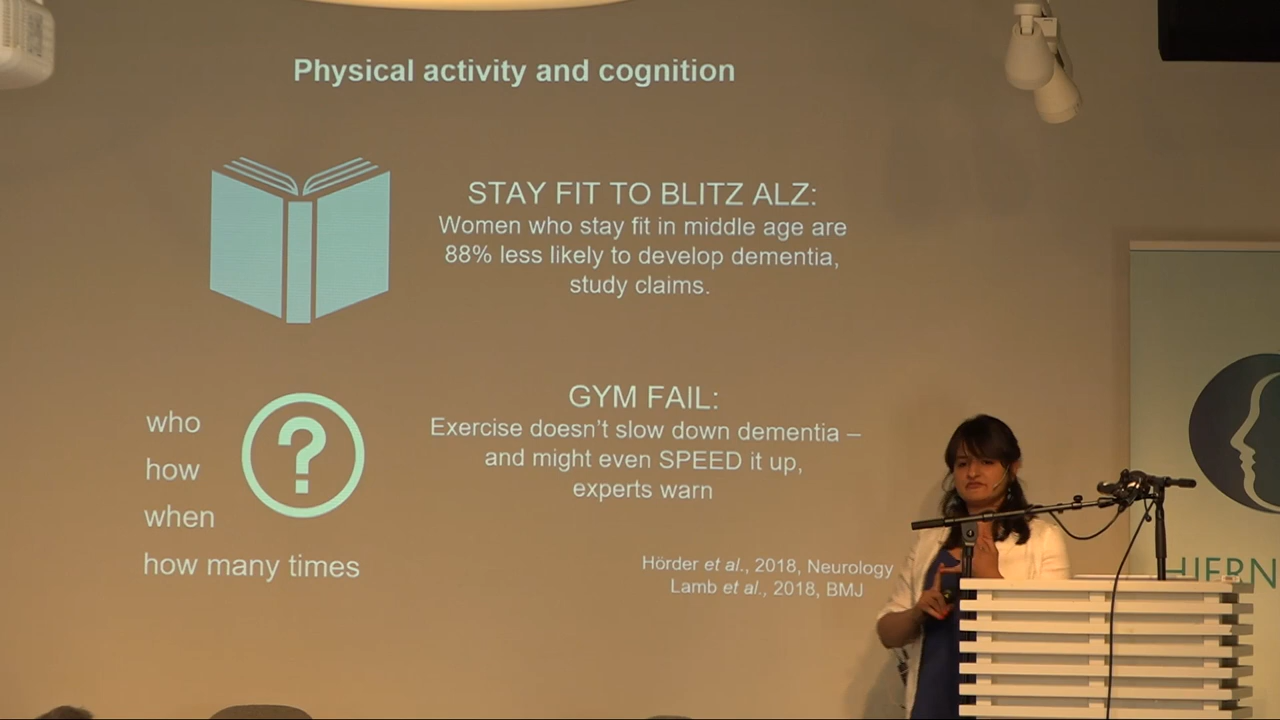 Physical activity and cognition
STAY FIT TO BLITZ ALZ:
Women who stay fit in middle age are
88% less likely to develop dementia,
study claims.
who
how
when
how many times
GYM FAIL:
Exercise doesn't slow down dementia –
and might even SPEED it up,
experts warn
Hörder et al., 2018, Neurology
Lamb et al., 2018, BMJ